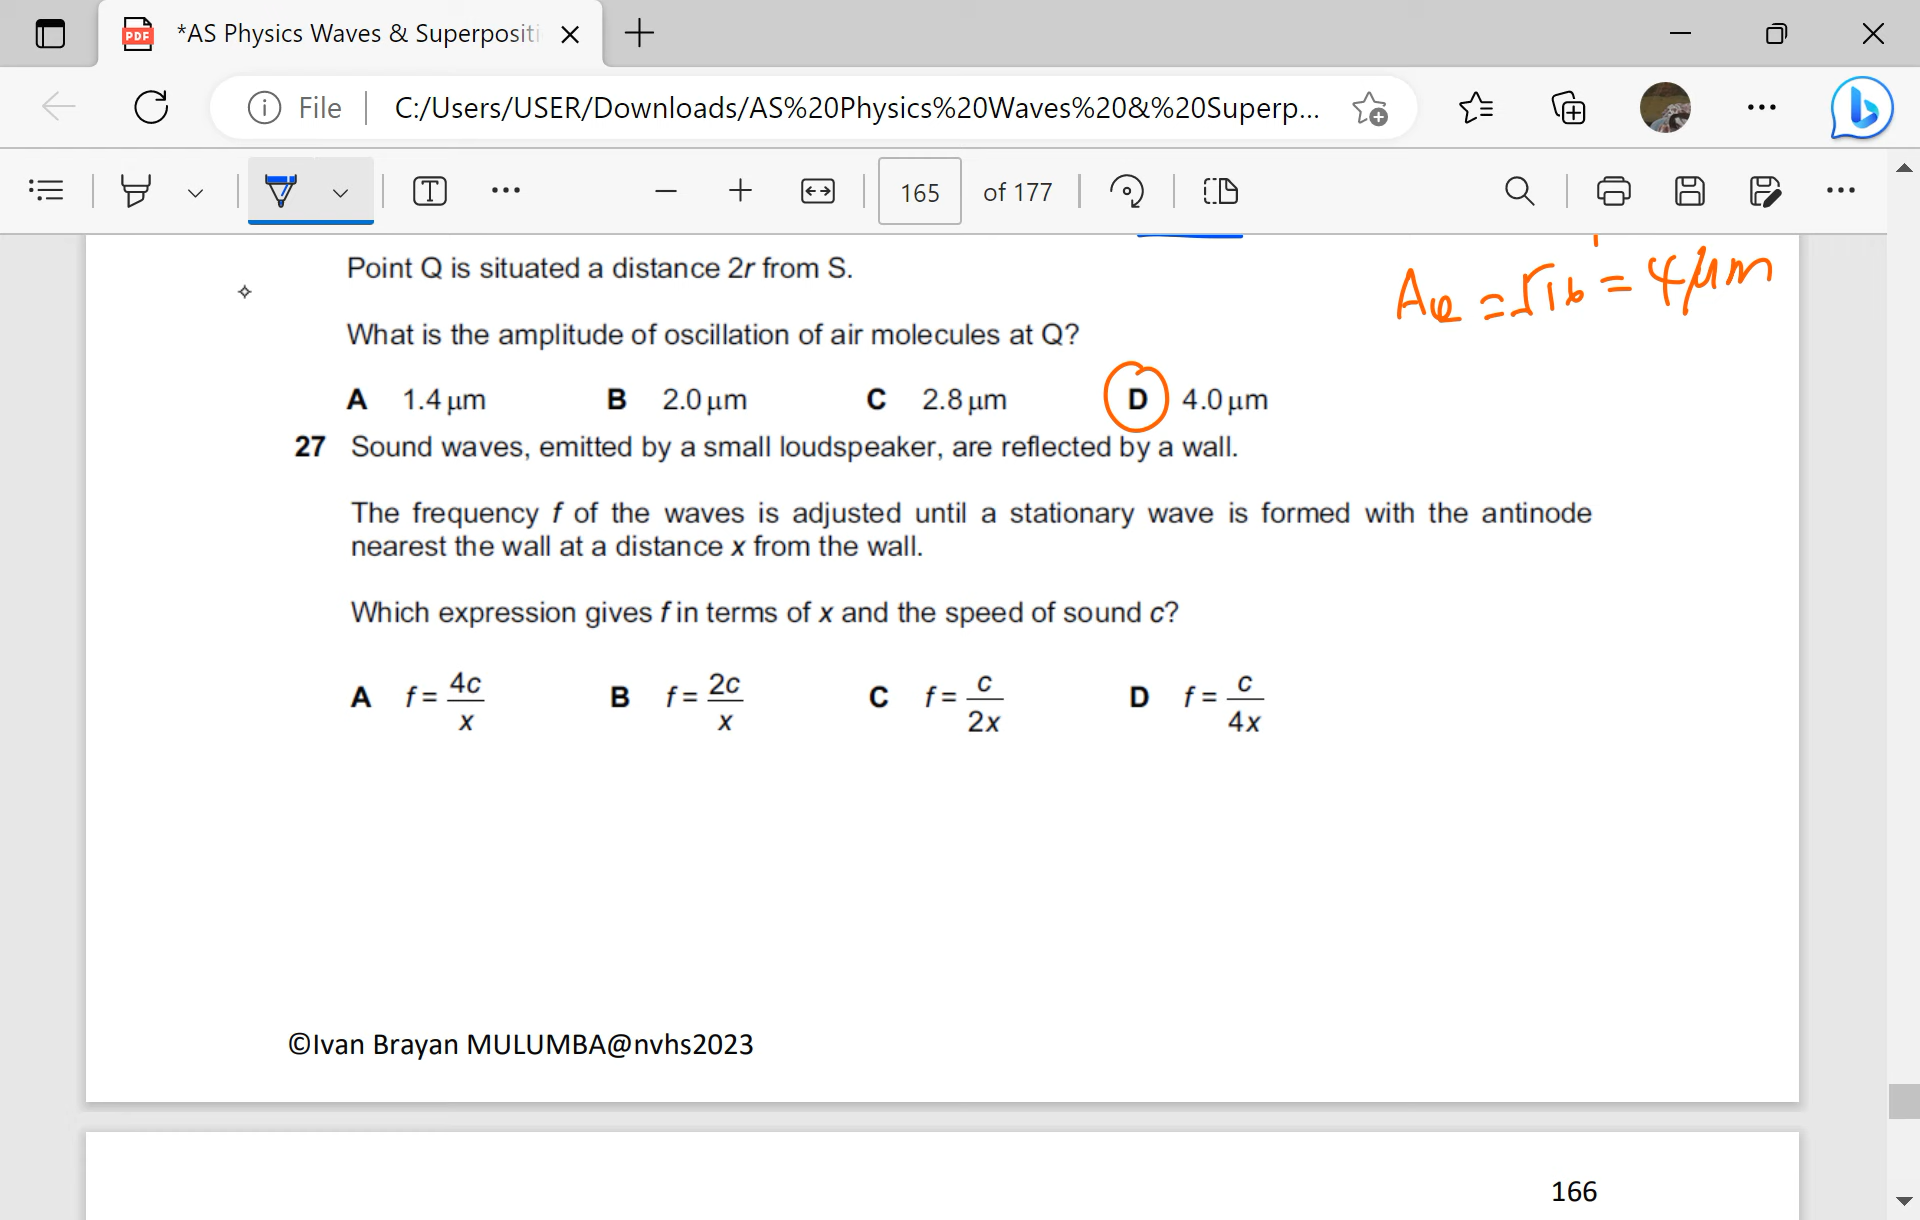 *AS Physics Waves & Superpositi
File
C:/Users/USER/Downloads/AS%20Physics%20Waves%20&%20Superp...
165 of 177
Point Q is situated a distance 2r from S.
A_Q = √16 = 4μm
What is the amplitude of oscillation of air molecules at Q?
A 1.4 μm B 2.0 μm C 2.8 μm D 4.0 μm
27 Sound waves, emitted by a small loudspeaker, are reflected by a wall.
The frequency f of the waves is adjusted until a stationary wave is formed with the antinode
nearest the wall at a distance x from the wall.
Which expression gives f in terms of x and the speed of sound c?
A f = 4c/x B f = 2c/x C f = c/2x D f = c/4x
©Ivan Brayan MULUMBA@nvhs2023
166